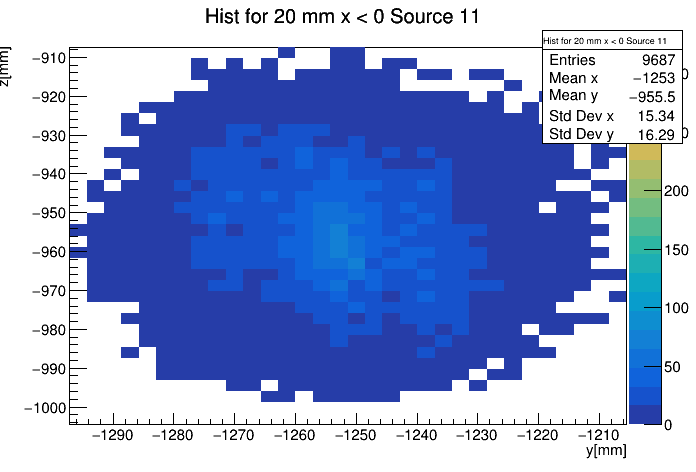 Hist for 20 mm x < 0 Source 11
z[mm]
Hist for 20 mm x < 0 Source 11
Entries 9687
Mean x −1253
Mean y −955.5
Std Dev x 15.34
Std Dev y 16.29
−910
−920
−930
−940
−950
−960
−970
−980
−990
−1000
−1290
−1280
−1270
−1260
−1250
−1240
−1230
−1220
−1210
y[mm]
200
150
100
50
0